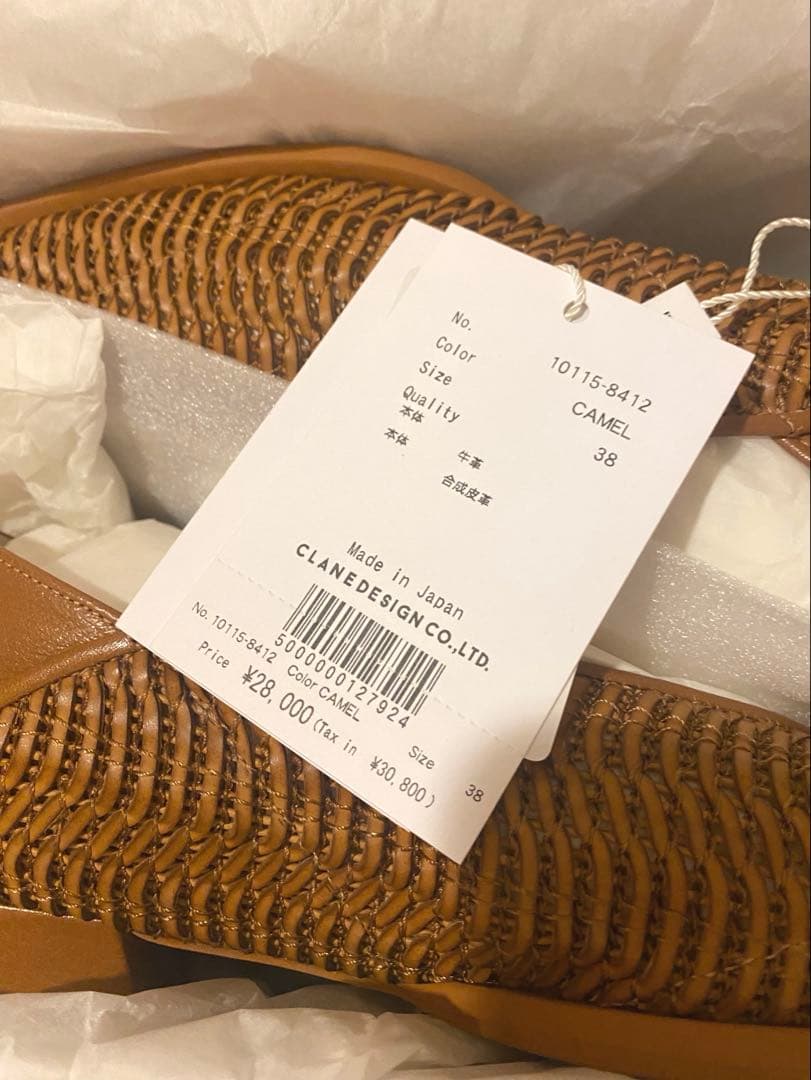 No. 10115-8412
Color CAMEL
Size 38
Quality
本体 牛革
本体 合成皮革
Made in Japan
CLANE DESIGN CO., LTD.
5000000127924
No. 10115-8412 Color CAMEL Size 38
Price ¥28,000 (Tax in ¥30,800)